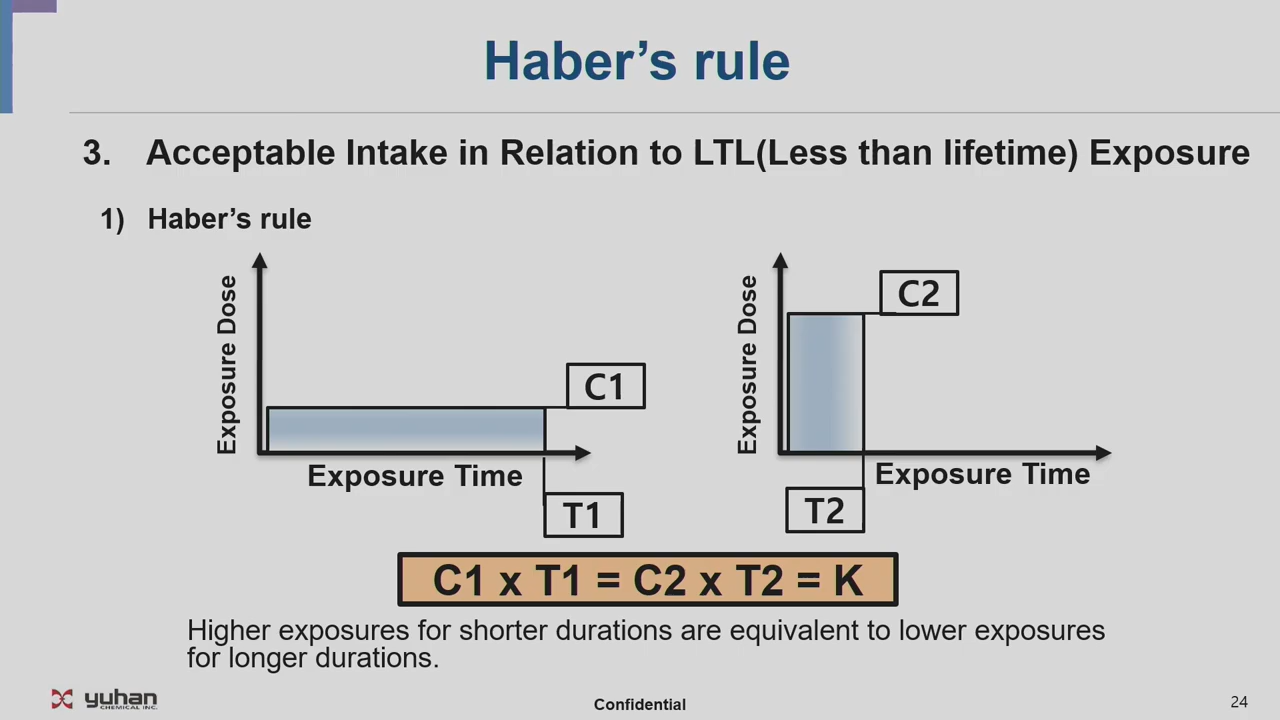 Haber's rule
3. Acceptable Intake in Relation to LTL(Less than lifetime) Exposure
1) Haber's rule
Exposure Dose
C1
Exposure Time
T1
Exposure Dose
C2
Exposure Time
T2
C1 x T1 = C2 x T2 = K
Higher exposures for shorter durations are equivalent to lower exposures
for longer durations.
yuhan
CHEMICAL INC.
Confidential
24